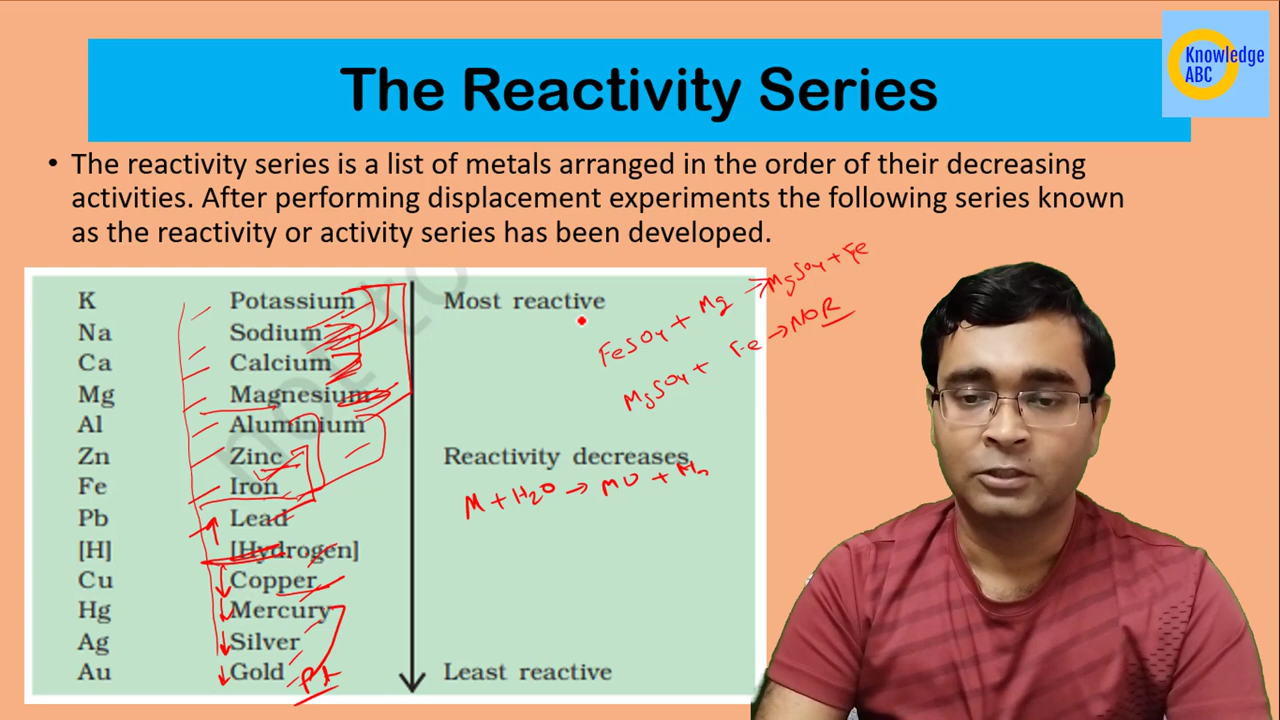 Knowledge
ABC
The Reactivity Series
• The reactivity series is a list of metals arranged in the order of their decreasing
activities. After performing displacement experiments the following series known
as the reactivity or activity series has been developed.
K Potassium Most reactive
Na Sodium
Ca Calcium
Mg Magnesium
Al Aluminium
Zn Zinc Reactivity decreases
Fe Iron
Pb Lead
[H] [Hydrogen]
Cu Copper
Hg Mercury
Ag Silver
Au Gold Least reactive
Pt
FeSO4 + Mg → MgSO4 + Fe
MgSO4 + Fe → NOR
M + H2O → MO +